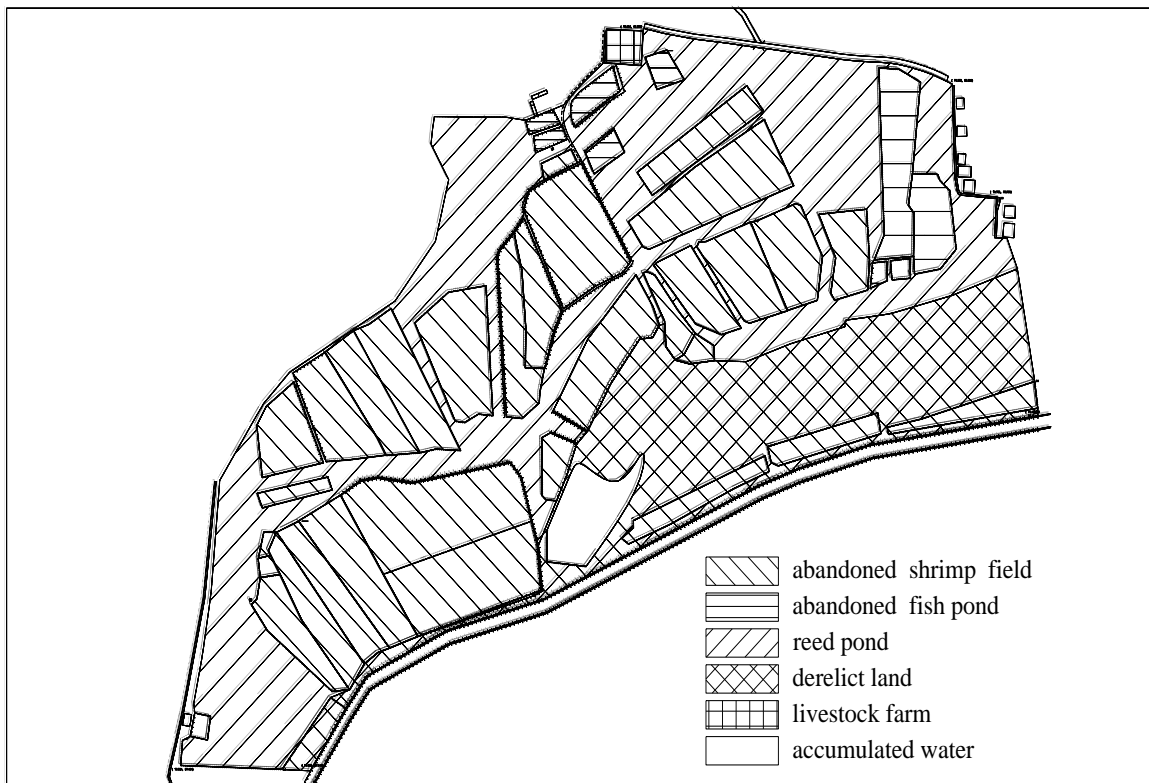 abandoned shrimp field
abandoned fish pond
reed pond
derelict land
livestock farm
accumulated water